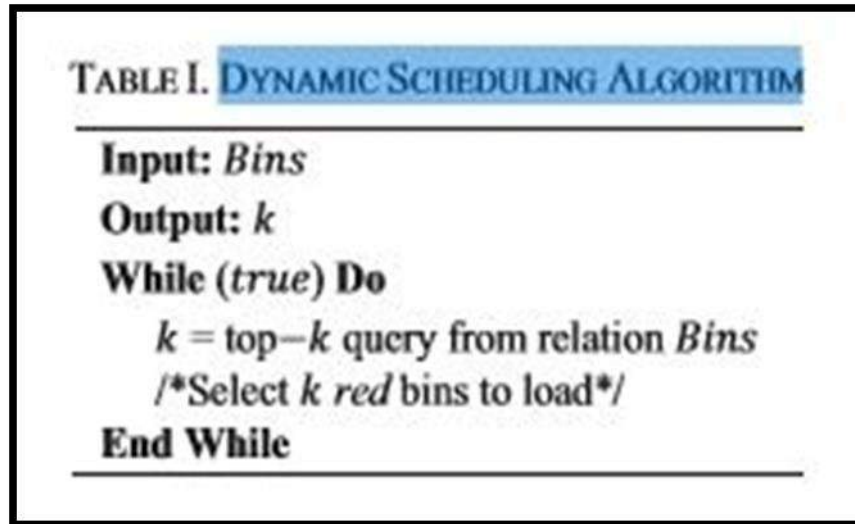 TABLE I. DYNAMIC SCHEDULING ALGORITHM
Input: Bins
Output: k
While (true) Do
k = top−k query from relation Bins
/*Select k red bins to load*/
End While